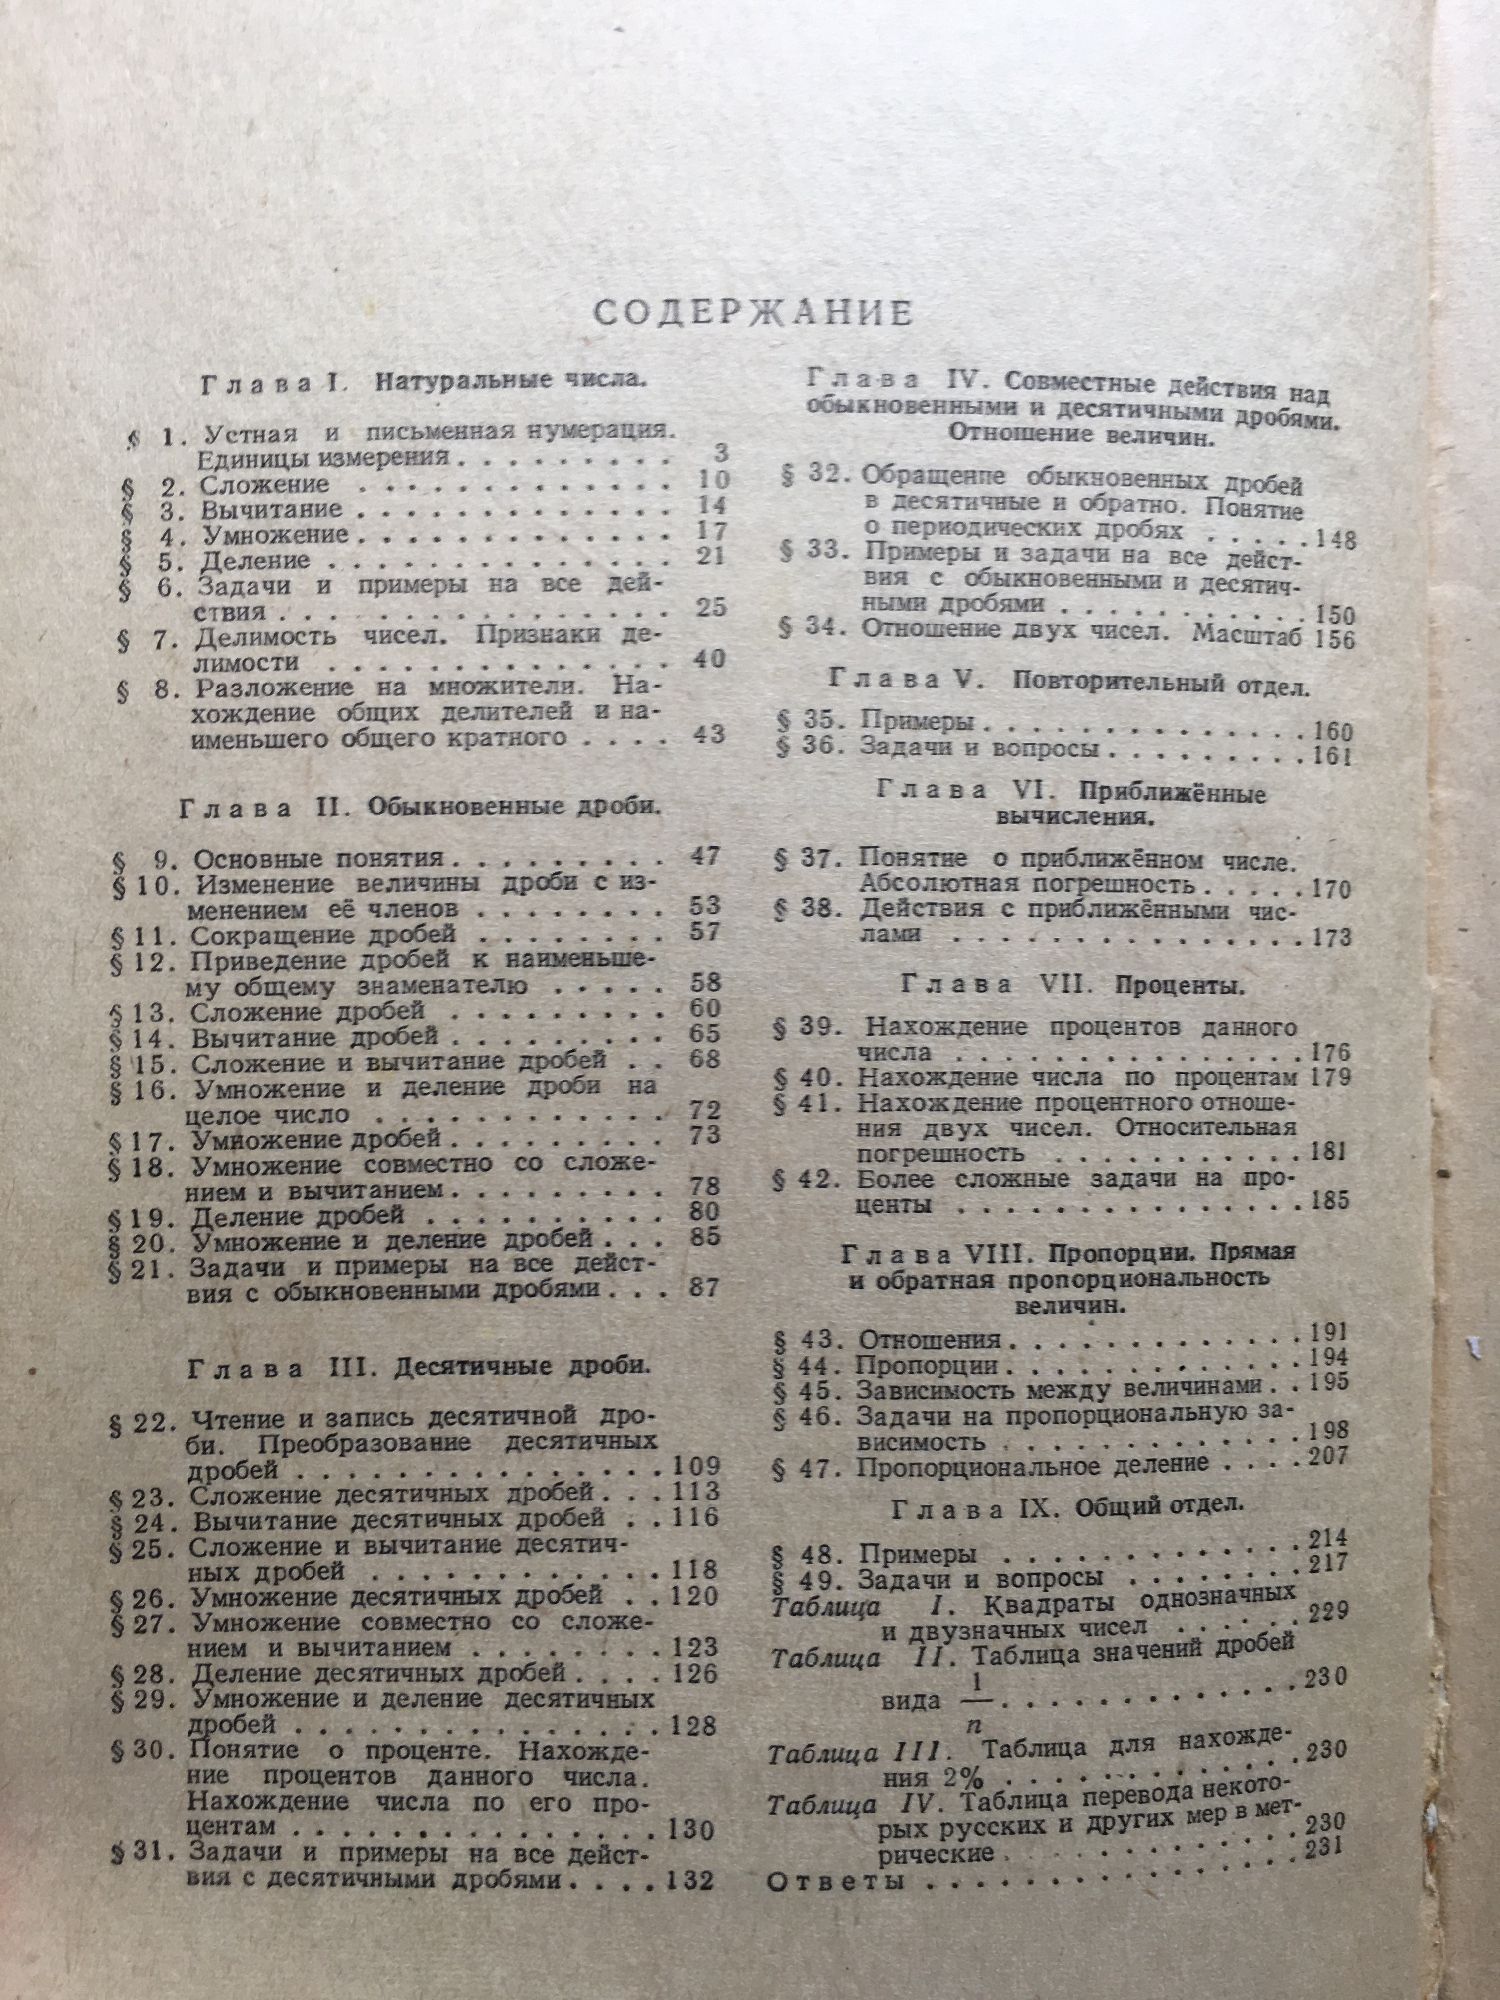 СОДЕРЖАНИЕ
Глава I. Натуральные числа.
§ 1. Устная и письменная нумерация.
Единицы измерения . . . . . . . . . 3
§ 2. Сложение . . . . . . . . . . . . . 10
§ 3. Вычитание . . . . . . . . . . . . . 14
§ 4. Умножение . . . . . . . . . . . . . 17
§ 5. Деление . . . . . . . . . . . . . . 21
§ 6. Задачи и примеры на все дей-
ствия . . . . . . . . . . . . . . . . 25
§ 7. Делимость чисел. Признаки де-
лимости . . . . . . . . . . . . . . 40
§ 8. Разложение на множители. На-
хождение общих делителей и на-
именьшего общего кратного . . . . 43
Глава II. Обыкновенные дроби.
§ 9. Основные понятия . . . . . . . . . 47
§ 10. Изменение величины дроби с из-
менением её членов . . . . . . . . 53
§ 11. Сокращение дробей . . . . . . . . 57
§ 12. Приведение дробей к наименьше-
му общему знаменателю . . . . . 58
§ 13. Сложение дробей . . . . . . . . . 60
§ 14. Вычитание дробей . . . . . . . . . 65
§ 15. Сложение и вычитание дробей . . 68
§ 16. Умножение и деление дроби на
целое число . . . . . . . . . . . . 72
§ 17. Умножение дробей . . . . . . . . . 73
§ 18. Умножение совместно со сложе-
нием и вычитанием . . . . . . . . . 78
§ 19. Деление дробей . . . . . . . . . . 80
§ 20. Умножение и деление дробей . . . 85
§ 21. Задачи и примеры на все дейст-
вия с обыкновенными дробями . . . 87
Глава III. Десятичные дроби.
§ 22. Чтение и запись десятичной дро-
би. Преобразование десятичных
дробей . . . . . . . . . . . . . . . 109
§ 23. Сложение десятичных дробей . . . 113
§ 24. Вычитание десятичных дробей . . 116
§ 25. Сложение и вычитание десятич-
ных дробей . . . . . . . . . . . . 118
§ 26. Умножение десятичных дробей . . 120
§ 27. Умножение совместно со сложе-
нием и вычитанием . . . . . . . . 123
§ 28. Деление десятичных дробей . . . . 126
§ 29. Умножение и деление десятичных
дробей . . . . . . . . . . . . . . . 128
§ 30. Понятие о проценте. Нахожде-
ние процентов данного числа.
Нахождение числа по его про-
центам . . . . . . . . . . . . . . . 130
§ 31. Задачи и примеры на все дейст-
вия с десятичными дробями . . . . 132
Глава IV. Совместные действия над
обыкновенными и десятичными дробями.
Отношение величин.
§ 32. Обращение обыкновенных дробей
в десятичные и обратно. Понятие
о периодических дробях . . . . . 148
§ 33. Примеры и задачи на все дейст-
вия с обыкновенными и десятич-
ными дробями . . . . . . . . . . . 150
§ 34. Отношение двух чисел. Масштаб 156
Глава V. Повторительный отдел.
§ 35. Примеры . . . . . . . . . . . . . . 160
§ 36. Задачи и вопросы . . . . . . . . . 161
Глава VI. Приближённые
вычисления.
§ 37. Понятие о приближённом числе.
Абсолютная погрешность . . . . . 170
§ 38. Действия с приближёнными чис-
лами . . . . . . . . . . . . . . . 173
Глава VII. Проценты.
§ 39. Нахождение процентов данного
числа . . . . . . . . . . . . . . . 176
§ 40. Нахождение числа по процентам 179
§ 41. Нахождение процентного отноше-
ния двух чисел. Относительная
погрешность . . . . . . . . . . . 181
§ 42. Более сложные задачи на про-
центы . . . . . . . . . . . . . . . 185
Глава VIII. Пропорции. Прямая
и обратная пропорциональность
величин.
§ 43. Отношения . . . . . . . . . . . . . 191
§ 44. Пропорции . . . . . . . . . . . . . 194
§ 45. Зависимость между величинами . . 195
§ 46. Задачи на пропорциональную за-
висимость . . . . . . . . . . . . . 198
§ 47. Пропорциональное деление . . . . 207
Глава IX. Общий отдел.
§ 48. Примеры . . . . . . . . . . . . . 214
§ 49. Задачи и вопросы . . . . . . . . 217
Таблица I. Квадраты однозначных
и двузначных чисел . . . . . . 229
Таблица II. Таблица значений дробей
вида 1/n . . . . . . . . . . . . . 230
Таблица III. Таблица для нахожде-
ния 2% . . . . . . . . . . . . . 230
Таблица IV. Таблица перевода некото-
рых русских и других мер в мет-
рические . . . . . . . . . . . . . 230
Ответы . . . . . . . . . . . . . . . 231